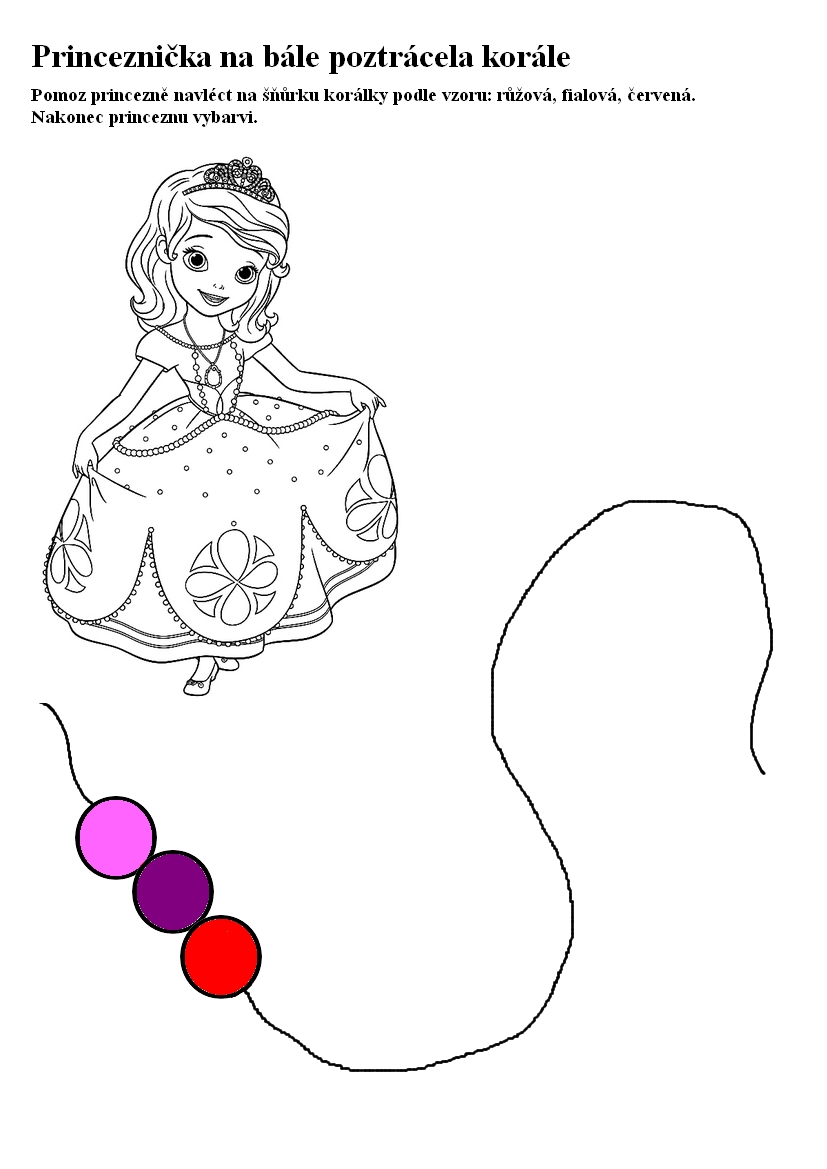 Princeznička na bále poztrácela korále
Pomoz princezně navléct na šňůrku korálky podle vzoru: růžová, fialová, červená.
Nakonec princeznu vybarvi.